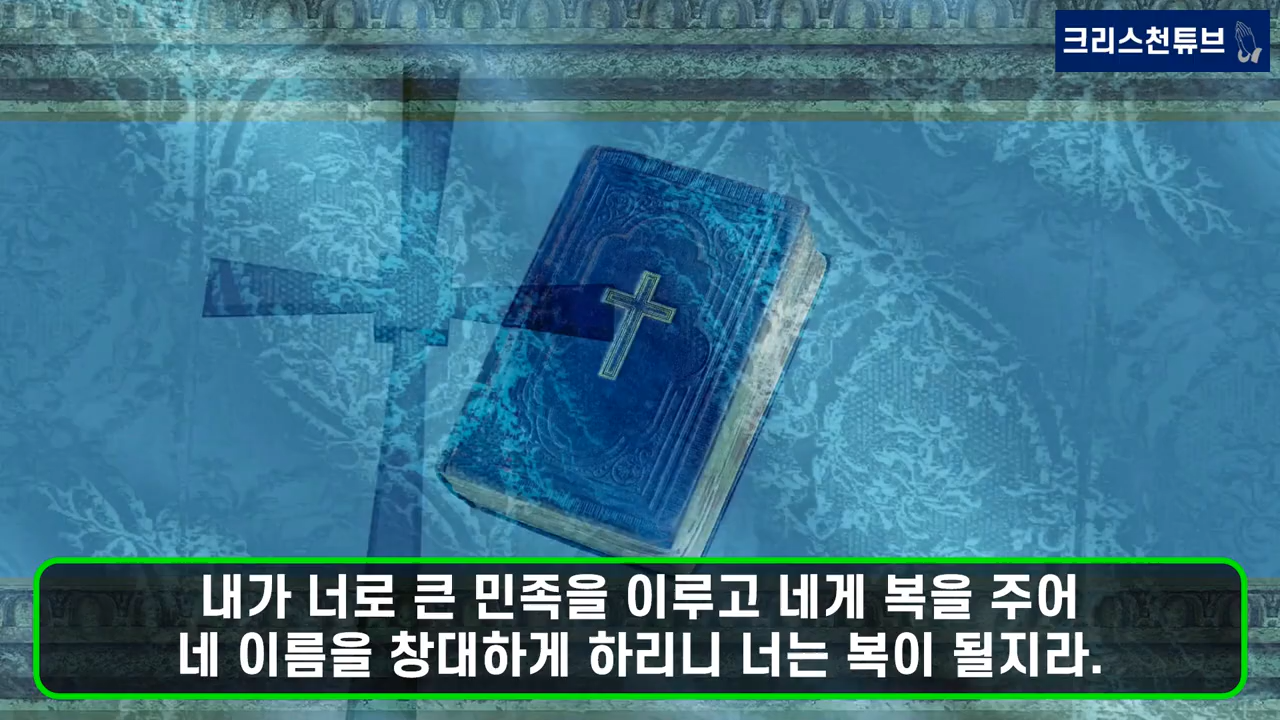 크리스천튜브
내가 너로 큰 민족을 이루고 네게 복을 주어
네 이름을 창대하게 하리니 너는 복이 될지라.